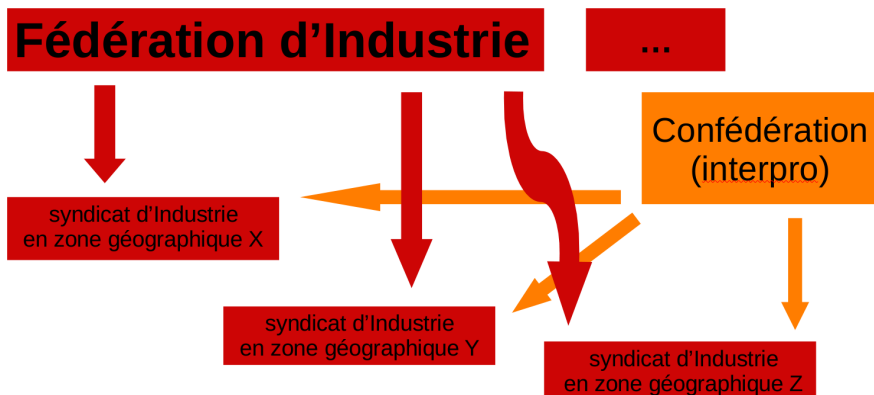 Fédération d’Industrie
...
Confédération
(interpro)
syndicat d’Industrie
en zone géographique X
syndicat d’Industrie
en zone géographique Y
syndicat d’Industrie
en zone géographique Z